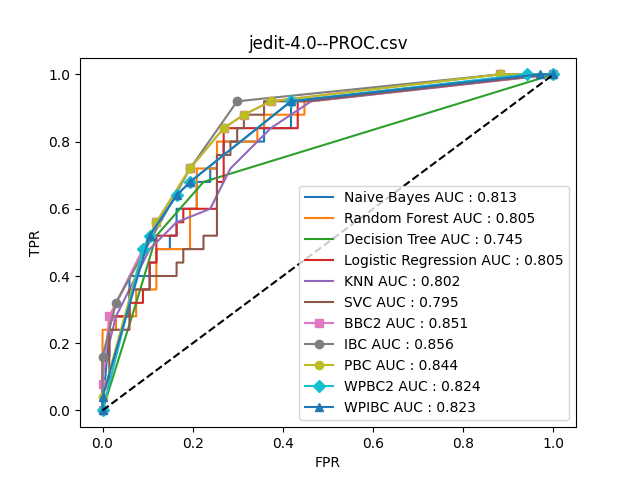 jedit-4.0--PROC.csv
TPR
1.0
0.8
0.6
0.4
0.2
0.0
Naive Bayes AUC : 0.813
Random Forest AUC : 0.805
Decision Tree AUC : 0.745
Logistic Regression AUC : 0.805
KNN AUC : 0.802
SVC AUC : 0.795
BBC2 AUC : 0.851
IBC AUC : 0.856
PBC AUC : 0.844
WPBC2 AUC : 0.824
WPIBC AUC : 0.823
0.0 0.2 0.4 0.6 0.8 1.0
FPR